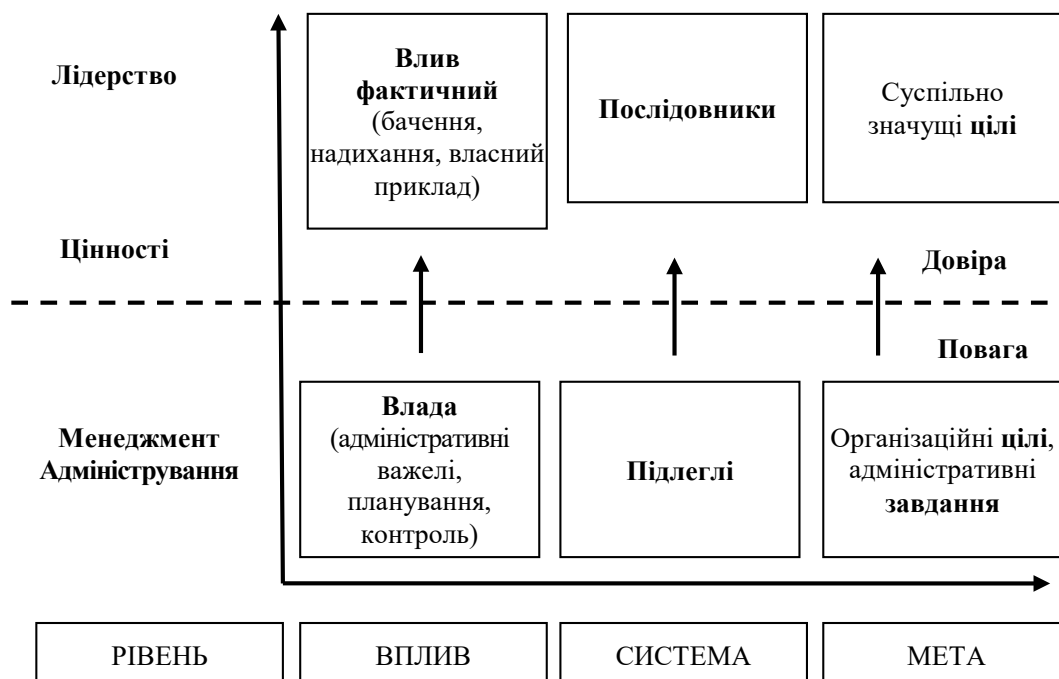 Лідерство
Влив
фактичний
(бачення,
надихання, власний
приклад)
Послідовники
Суспільно
значущі цілі
Цінності
Довіра
Повага
Менеджмент
Адміністрування
Влада
(адміністративні
важелі,
планування,
контроль)
Підлеглі
Організаційні цілі,
адміністративні
завдання
РІВЕНЬ
ВПЛИВ
СИСТЕМА
МЕТА